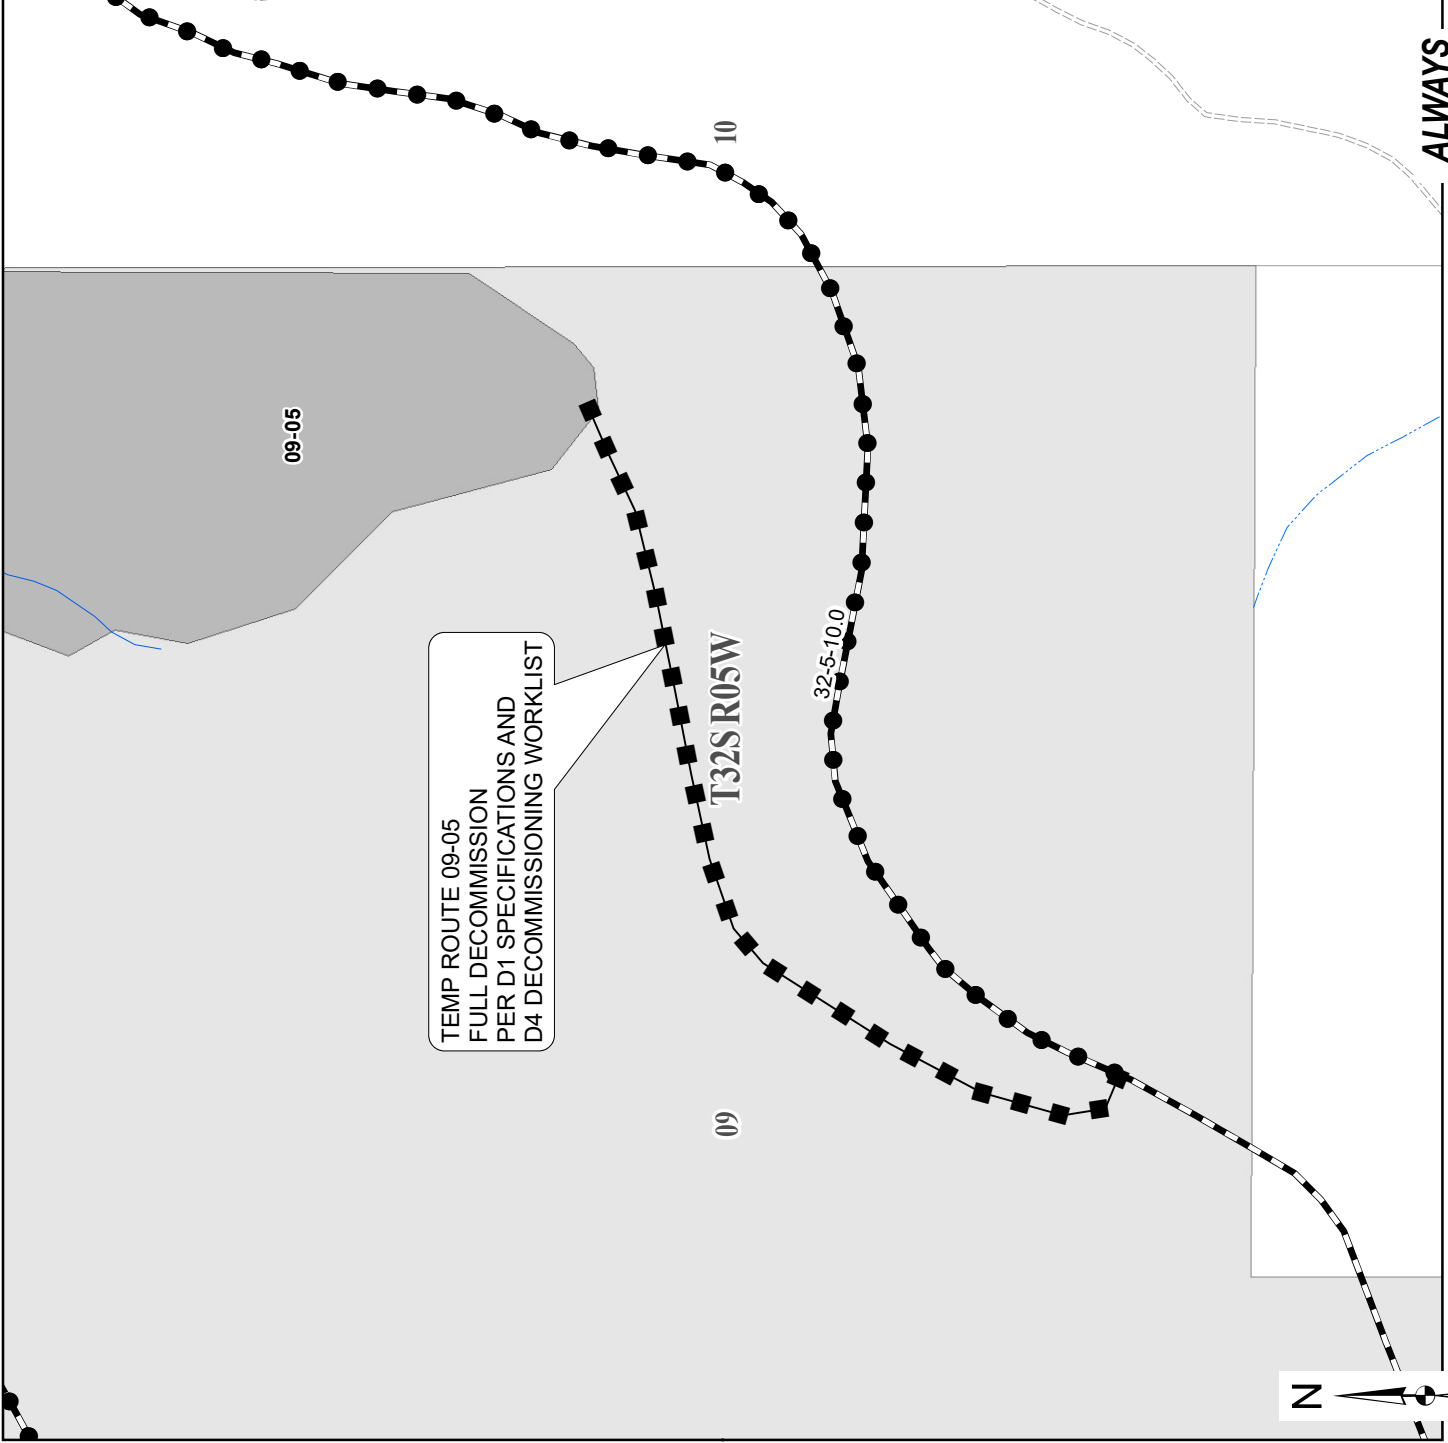 09-05
10
TEMP ROUTE 09-05
FULL DECOMMISSION
PER D1 SPECIFICATIONS AND
D4 DECOMMISSIONING WORKLIST
T32S R05W
32-5-10.0
09
N
ALWAYS